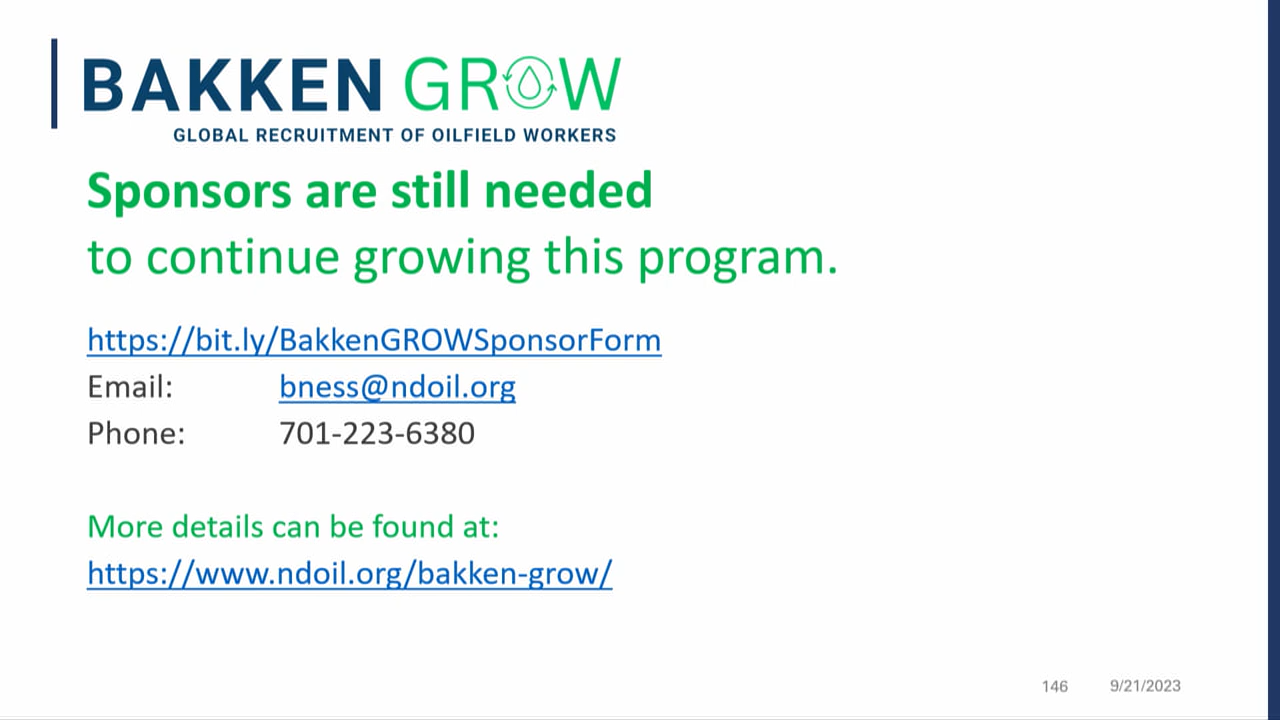 BAKKEN GROW
GLOBAL RECRUITMENT OF OILFIELD WORKERS
Sponsors are still needed
to continue growing this program.
https://bit.ly/BakkenGROWSponsorForm
Email: bness@ndoil.org
Phone: 701-223-6380
More details can be found at:
https://www.ndoil.org/bakken-grow/
146 9/21/2023